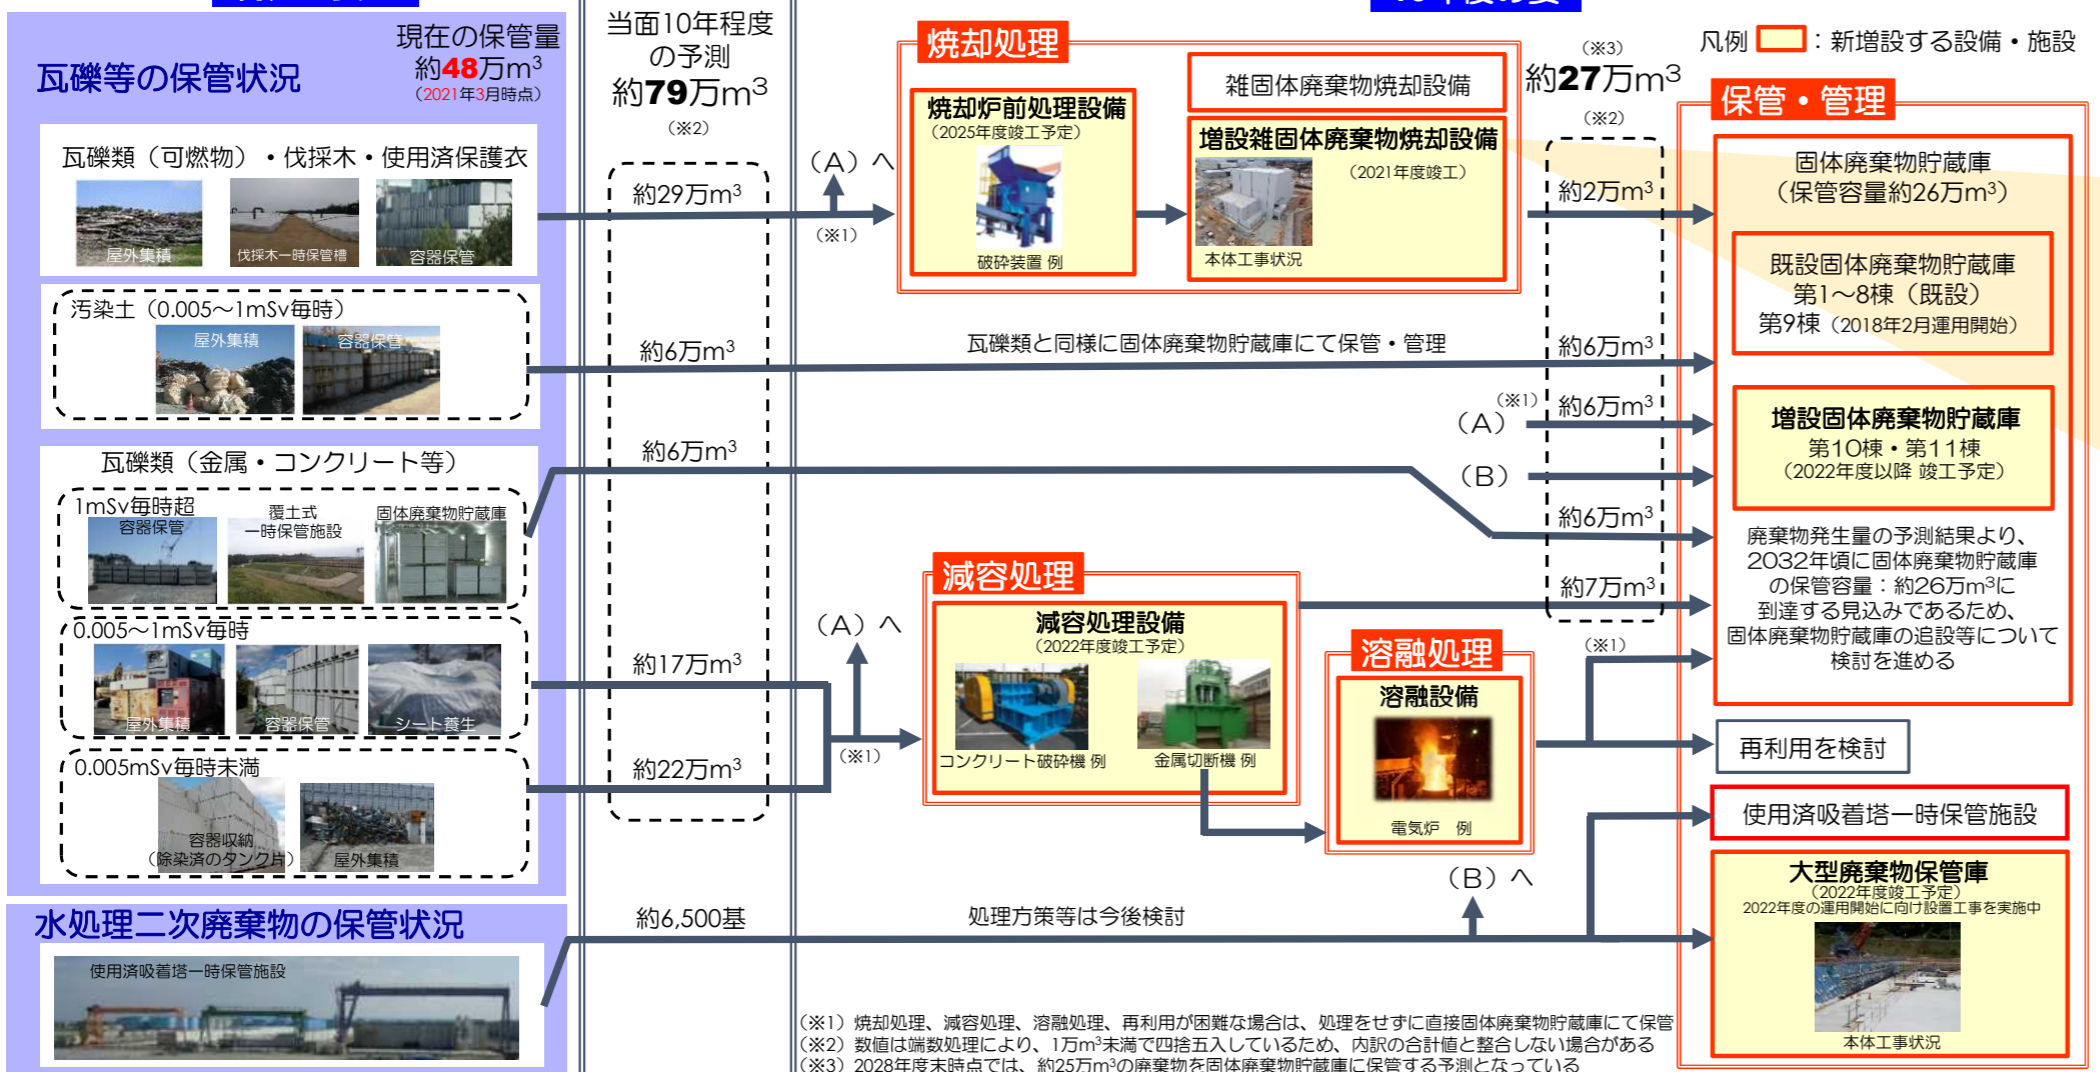 瓦礫等の保管状況
現在の保管量
約48万m³
（2021年3月時点）
瓦礫類（可燃物）・伐採木・使用済保護衣
屋外集積
伐採木一時保管槽
容器保管
汚染土（0.005～1mSv毎時）
屋外集積
容器保管
瓦礫類（金属・コンクリート等）
1mSv毎時超
容器保管
覆土式
一時保管施設
固体廃棄物貯蔵庫
0.005～1mSv毎時
屋外集積
容器保管
シート養生
0.005mSv毎時未満
容器収納
（除染済のタンク片）
屋外集積
水処理二次廃棄物の保管状況
使用済吸着塔一時保管施設
当面10年程度
の予測
約79万m³
（※2）
約29万m³
約6万m³
約6万m³
約17万m³
約22万m³
約6,500基
（A）へ
（※1）
焼却処理
焼却炉前処理設備
（2025年度竣工予定）
破砕装置 例
雑固体廃棄物焼却設備
増設雑固体廃棄物焼却設備
（2021年度竣工）
本体工事状況
瓦礫類と同様に固体廃棄物貯蔵庫にて保管・管理
（A）へ
（※1）
減容処理
減容処理設備
（2022年度竣工予定）
コンクリート破砕機 例
金属切断機 例
溶融処理
溶融設備
電気炉 例
処理方策等は今後検討
（B）へ
（※3）
約27万m³
（※2）
約2万m³
約6万m³
（A）
（※1）
約6万m³
（B）
約6万m³
約7万m³
（※1）
凡例
：新増設する設備・施設
保管・管理
固体廃棄物貯蔵庫
（保管容量約26万m³）
既設固体廃棄物貯蔵庫
第1～8棟（既設）
第9棟（2018年2月運用開始）
増設固体廃棄物貯蔵庫
第10棟・第11棟
（2022年度以降 竣工予定）
廃棄物発生量の予測結果より、
2032年頃に固体廃棄物貯蔵庫
の保管容量：約26万m³に
到達する見込みであるため、
固体廃棄物貯蔵庫の追設等について
検討を進める
再利用を検討
使用済吸着塔一時保管施設
大型廃棄物保管庫
（2022年度竣工予定）
2022年度の運用開始に向け設置工事を実施中
本体工事状況
（※1）焼却処理、減容処理、溶融処理、再利用が困難な場合は、処理をせずに直接固体廃棄物貯蔵庫にて保管
（※2）数値は端数処理により、1万m³未満で四捨五入しているため、内訳の合計値と整合しない場合がある
（※3）2028年度末時点では、約25万m³の廃棄物を固体廃棄物貯蔵庫に保管する予測となっている